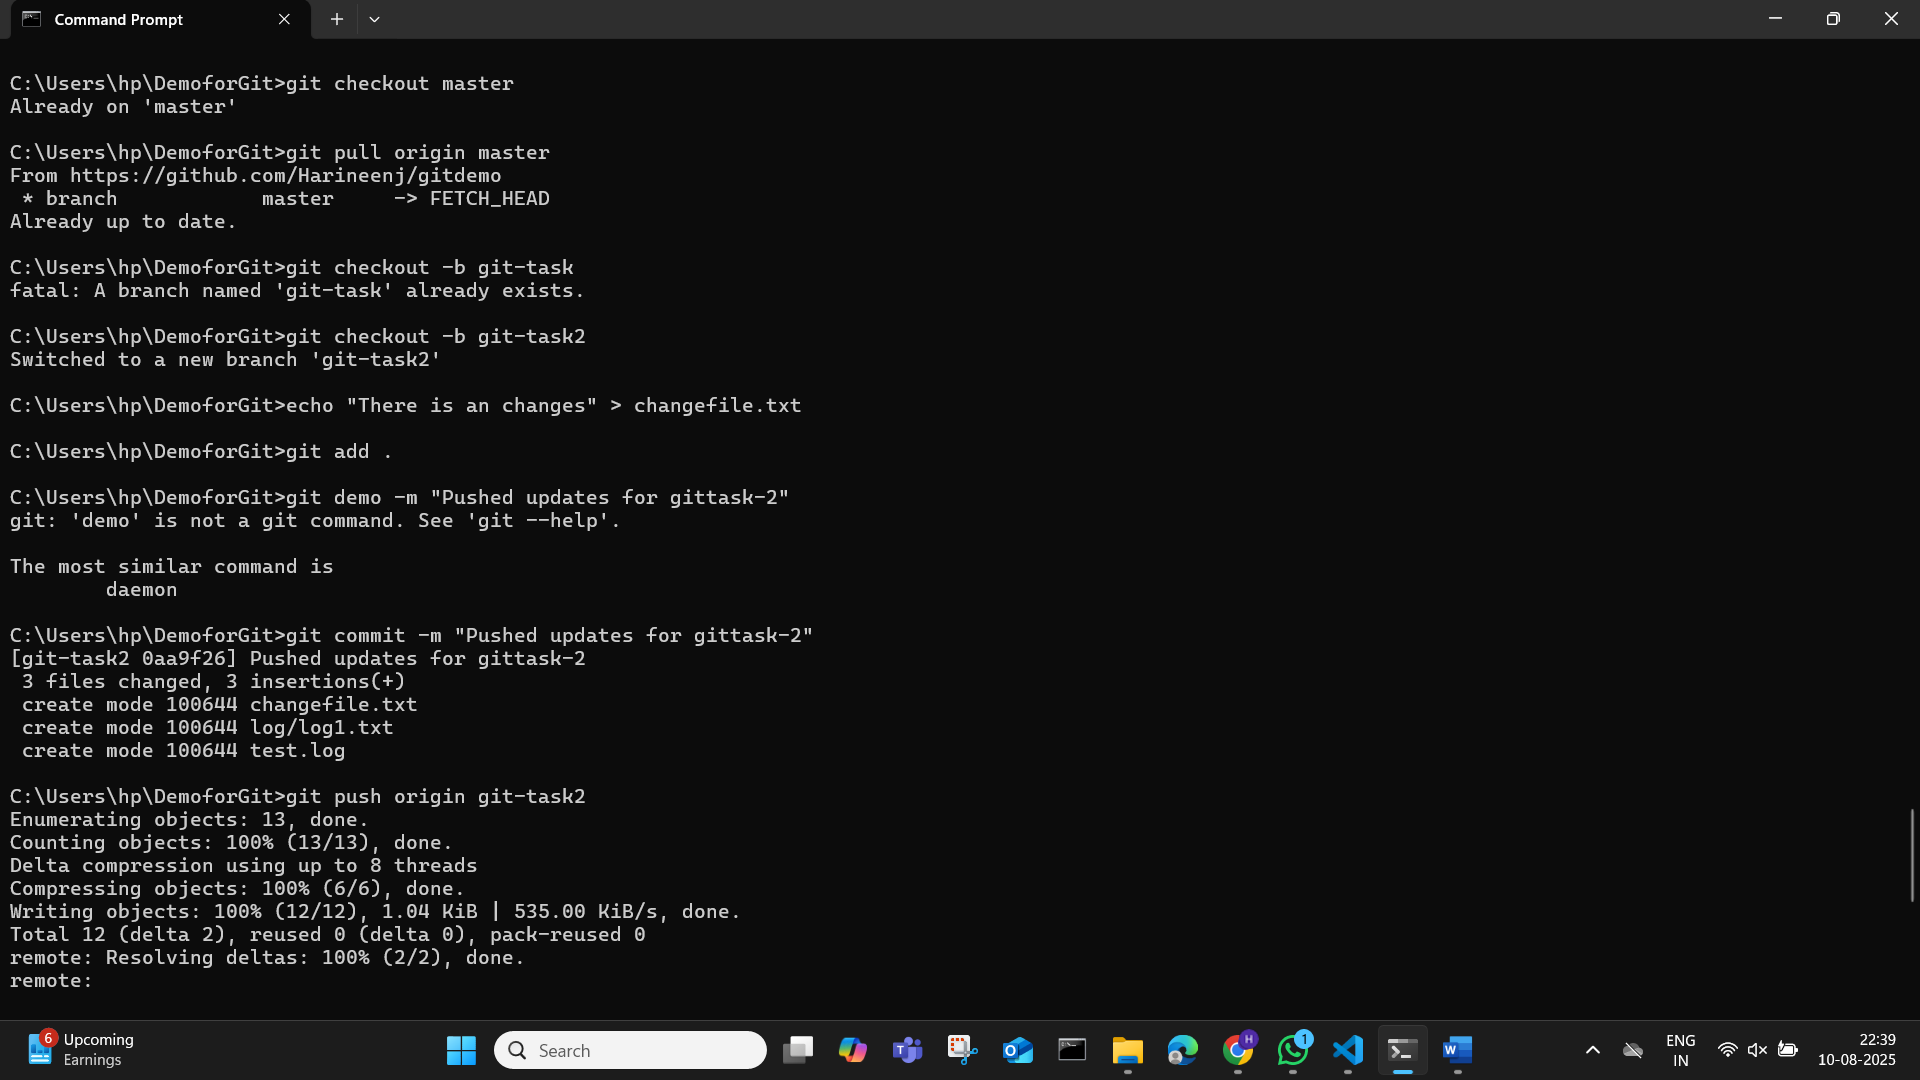 Command Prompt
C:\Users\hp\DemoforGit>git checkout master
Already on 'master'
C:\Users\hp\DemoforGit>git pull origin master
From https://github.com/Harineenj/gitdemo
 * branch            master     -> FETCH_HEAD
Already up to date.
C:\Users\hp\DemoforGit>git checkout -b git-task
fatal: A branch named 'git-task' already exists.
C:\Users\hp\DemoforGit>git checkout -b git-task2
Switched to a new branch 'git-task2'
C:\Users\hp\DemoforGit>echo "There is an changes" > changefile.txt
C:\Users\hp\DemoforGit>git add .
C:\Users\hp\DemoforGit>git demo -m "Pushed updates for gittask-2"
git: 'demo' is not a git command. See 'git --help'.
The most similar command is
        daemon
C:\Users\hp\DemoforGit>git commit -m "Pushed updates for gittask-2"
[git-task2 0aa9f26] Pushed updates for gittask-2
 3 files changed, 3 insertions(+)
 create mode 100644 changefile.txt
 create mode 100644 log/log1.txt
 create mode 100644 test.log
C:\Users\hp\DemoforGit>git push origin git-task2
Enumerating objects: 13, done.
Counting objects: 100% (13/13), done.
Delta compression using up to 8 threads
Compressing objects: 100% (6/6), done.
Writing objects: 100% (12/12), 1.04 KiB | 535.00 KiB/s, done.
Total 12 (delta 2), reused 0 (delta 0), pack-reused 0
remote: Resolving deltas: 100% (2/2), done.
remote:
6
Upcoming
Earnings
Search
H
1
ENG
IN
22:39
10-08-2025